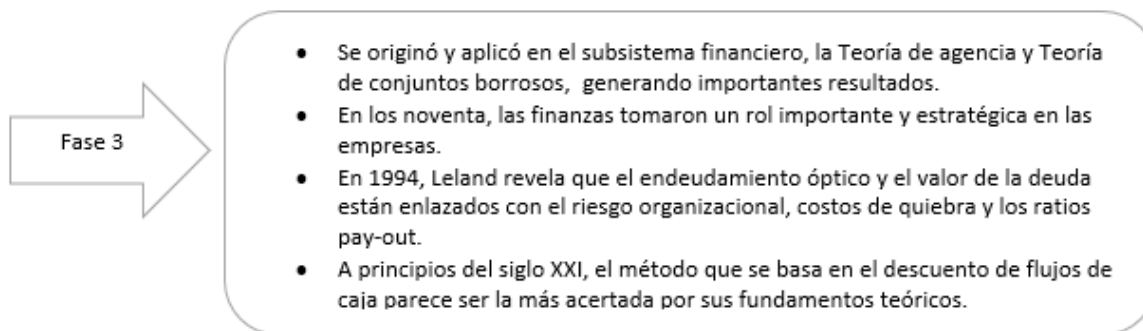 Fase 3
• Se originó y aplicó en el subsistema financiero, la Teoría de agencia y Teoría
de conjuntos borrosos, generando importantes resultados.
• En los noventa, las finanzas tomaron un rol importante y estratégica en las
empresas.
• En 1994, Leland revela que el endeudamiento óptico y el valor de la deuda
están enlazados con el riesgo organizacional, costos de quiebra y los ratios
pay-out.
• A principios del siglo XXI, el método que se basa en el descuento de flujos de
caja parece ser la más acertada por sus fundamentos teóricos.